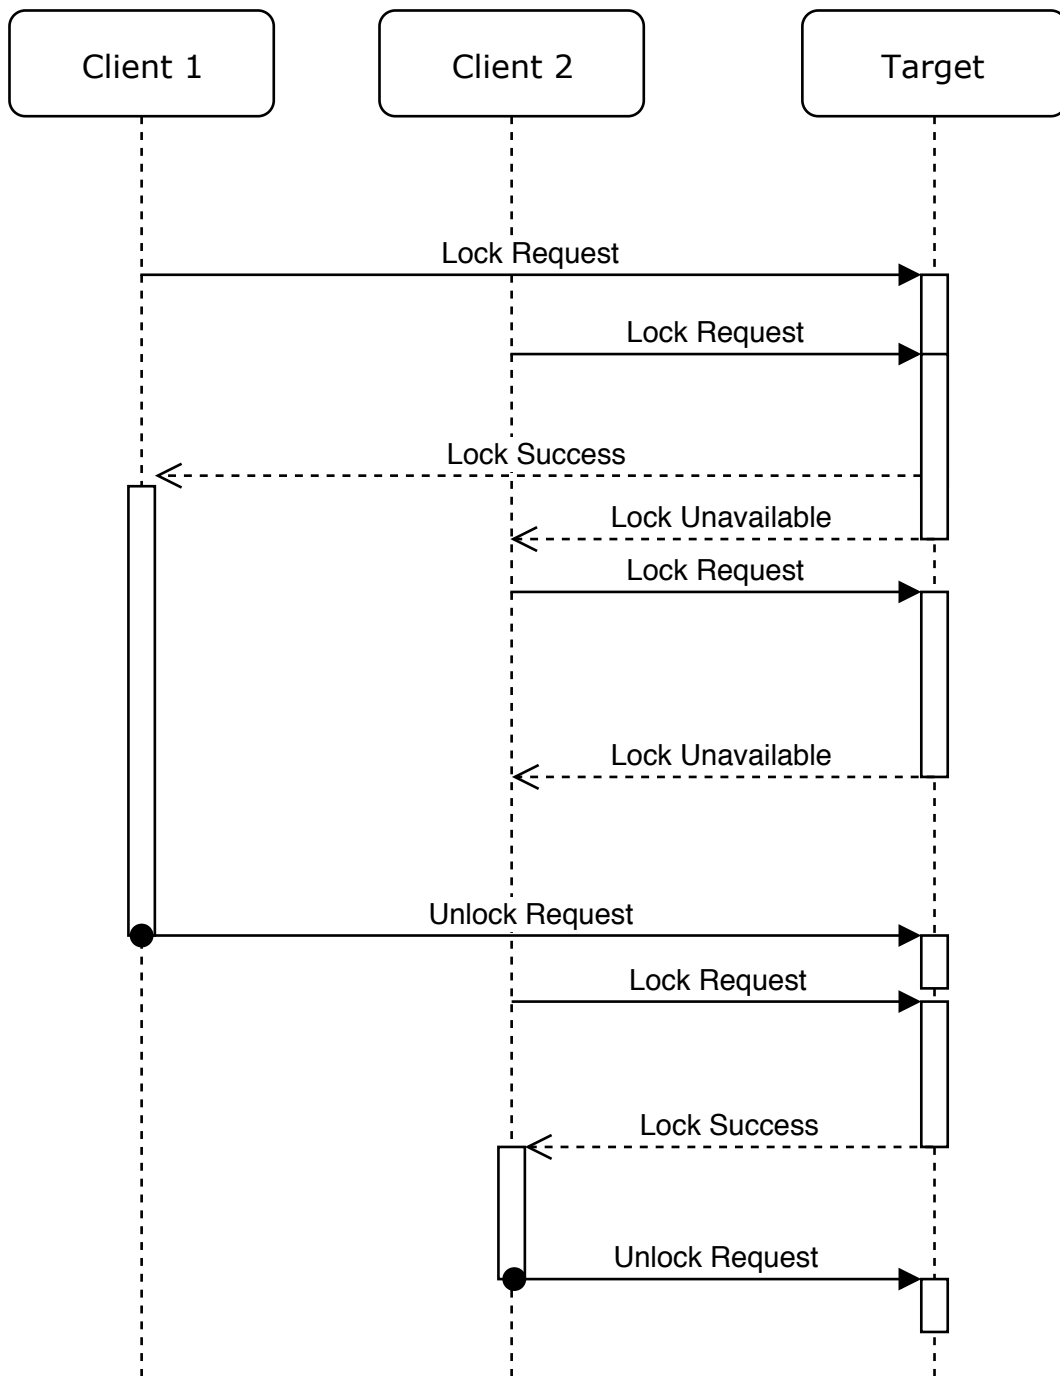 Client 1
Client 2
Target
Lock Request
Lock Request
Lock Success
Lock Unavailable
Lock Request
Lock Unavailable
Unlock Request
Lock Request
Lock Success
Unlock Request